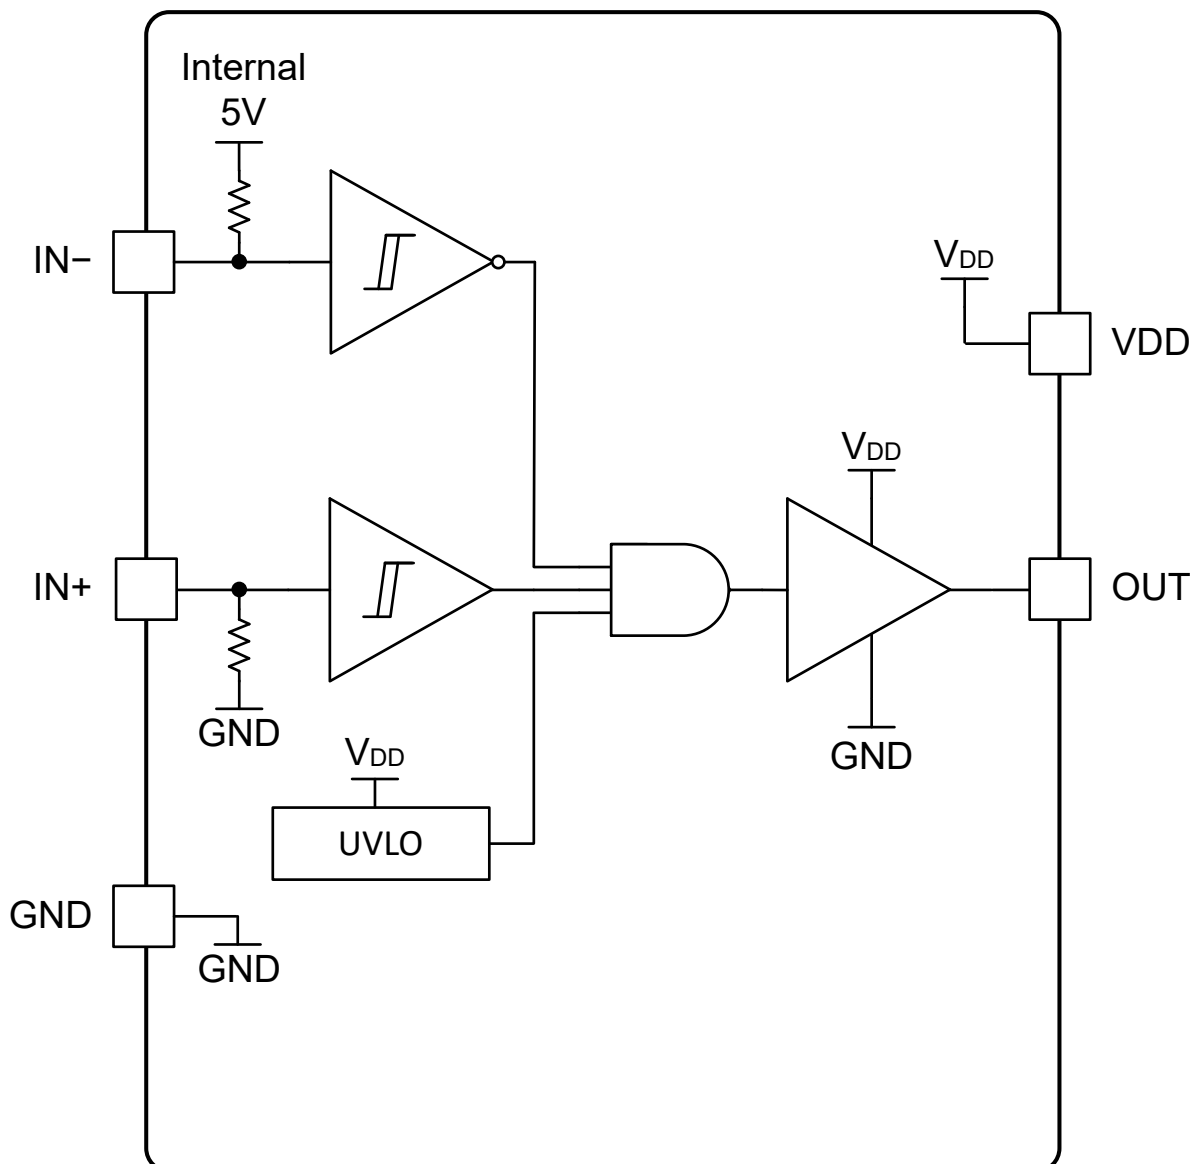 Internal
5V
IN−
VDD
VDD
VDD
IN+
OUT
GND
GND
VDD
UVLO
GND
GND